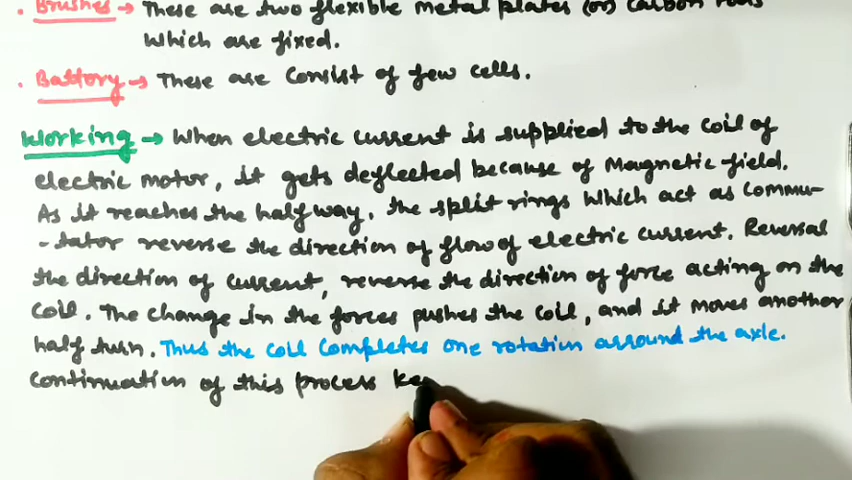 . Brushes → These are two flexible metal plates (or) Carbon rods
which are fixed.
. Battory → These are Consist of few cells.
Working → When electric current is supplied to the coil of
electric motor, it gets deflected because of Magnetic field.
As it reaches the half way. the split rings which act as Commu-
-tator reverse the direction of flow of electric current. Reversal
the direction of current, reverse the direction of force acting on the
Coil. The change in the forces pushes the coil, and it moves another
half turn. Thus the coil Completes one rotation arround the axle.
Continuation of this process ke